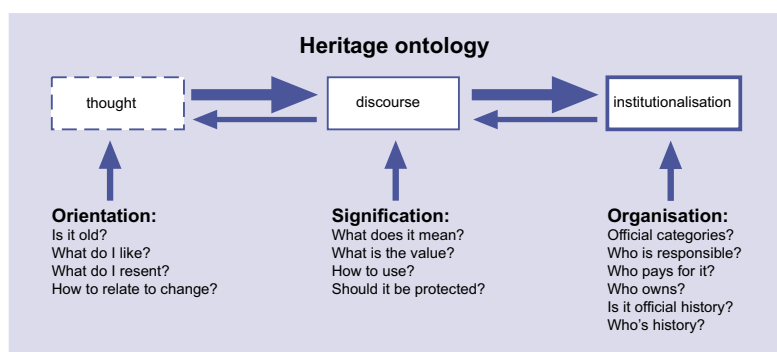 Heritage ontology
thought
discourse
institutionalisation
Orientation:
Is it old?
What do I like?
What do I resent?
How to relate to change?
Signification:
What does it mean?
What is the value?
How to use?
Should it be protected?
Organisation:
Official categories?
Who is responsible?
Who pays for it?
Who owns?
Is it official history?
Who's history?